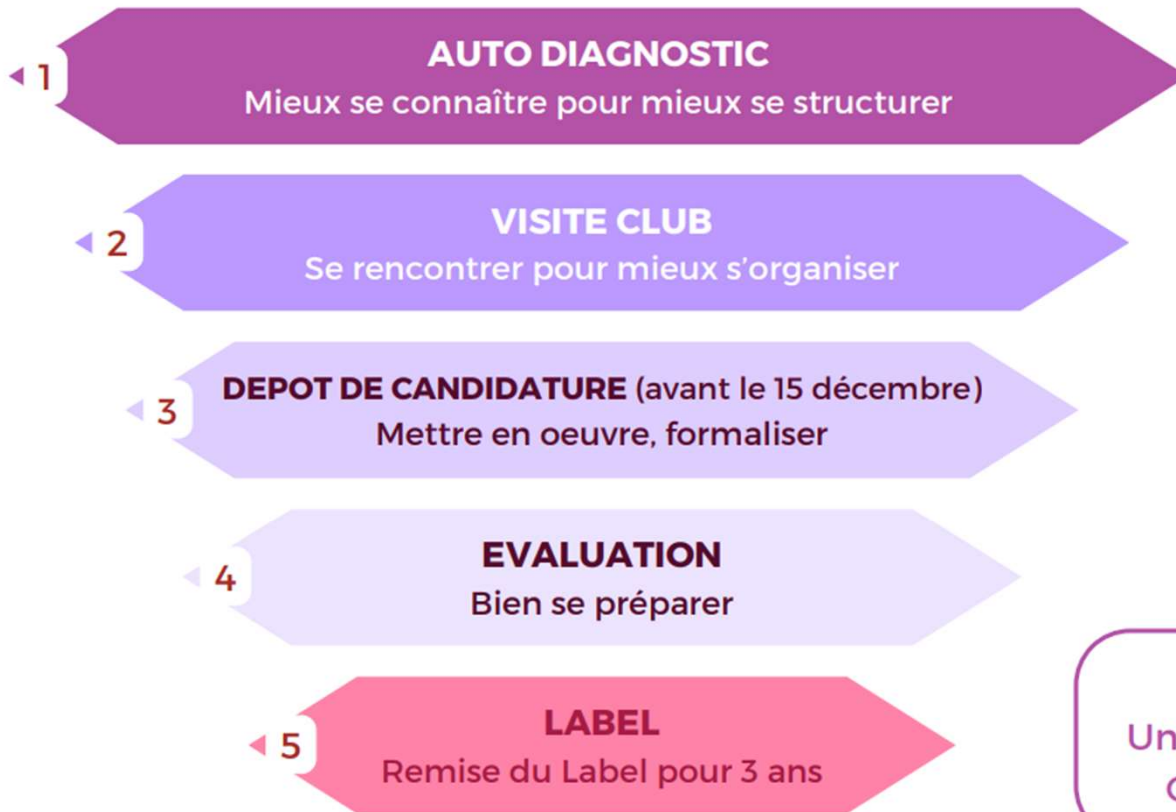 1
AUTO DIAGNOSTIC
Mieux se connaître pour mieux se structurer
2
VISITE CLUB
Se rencontrer pour mieux s'organiser
3
DEPOT DE CANDIDATURE (avant le 15 décembre)
Mettre en oeuvre, formaliser
4
EVALUATION
Bien se préparer
5
LABEL
Remise du Label pour 3 ans